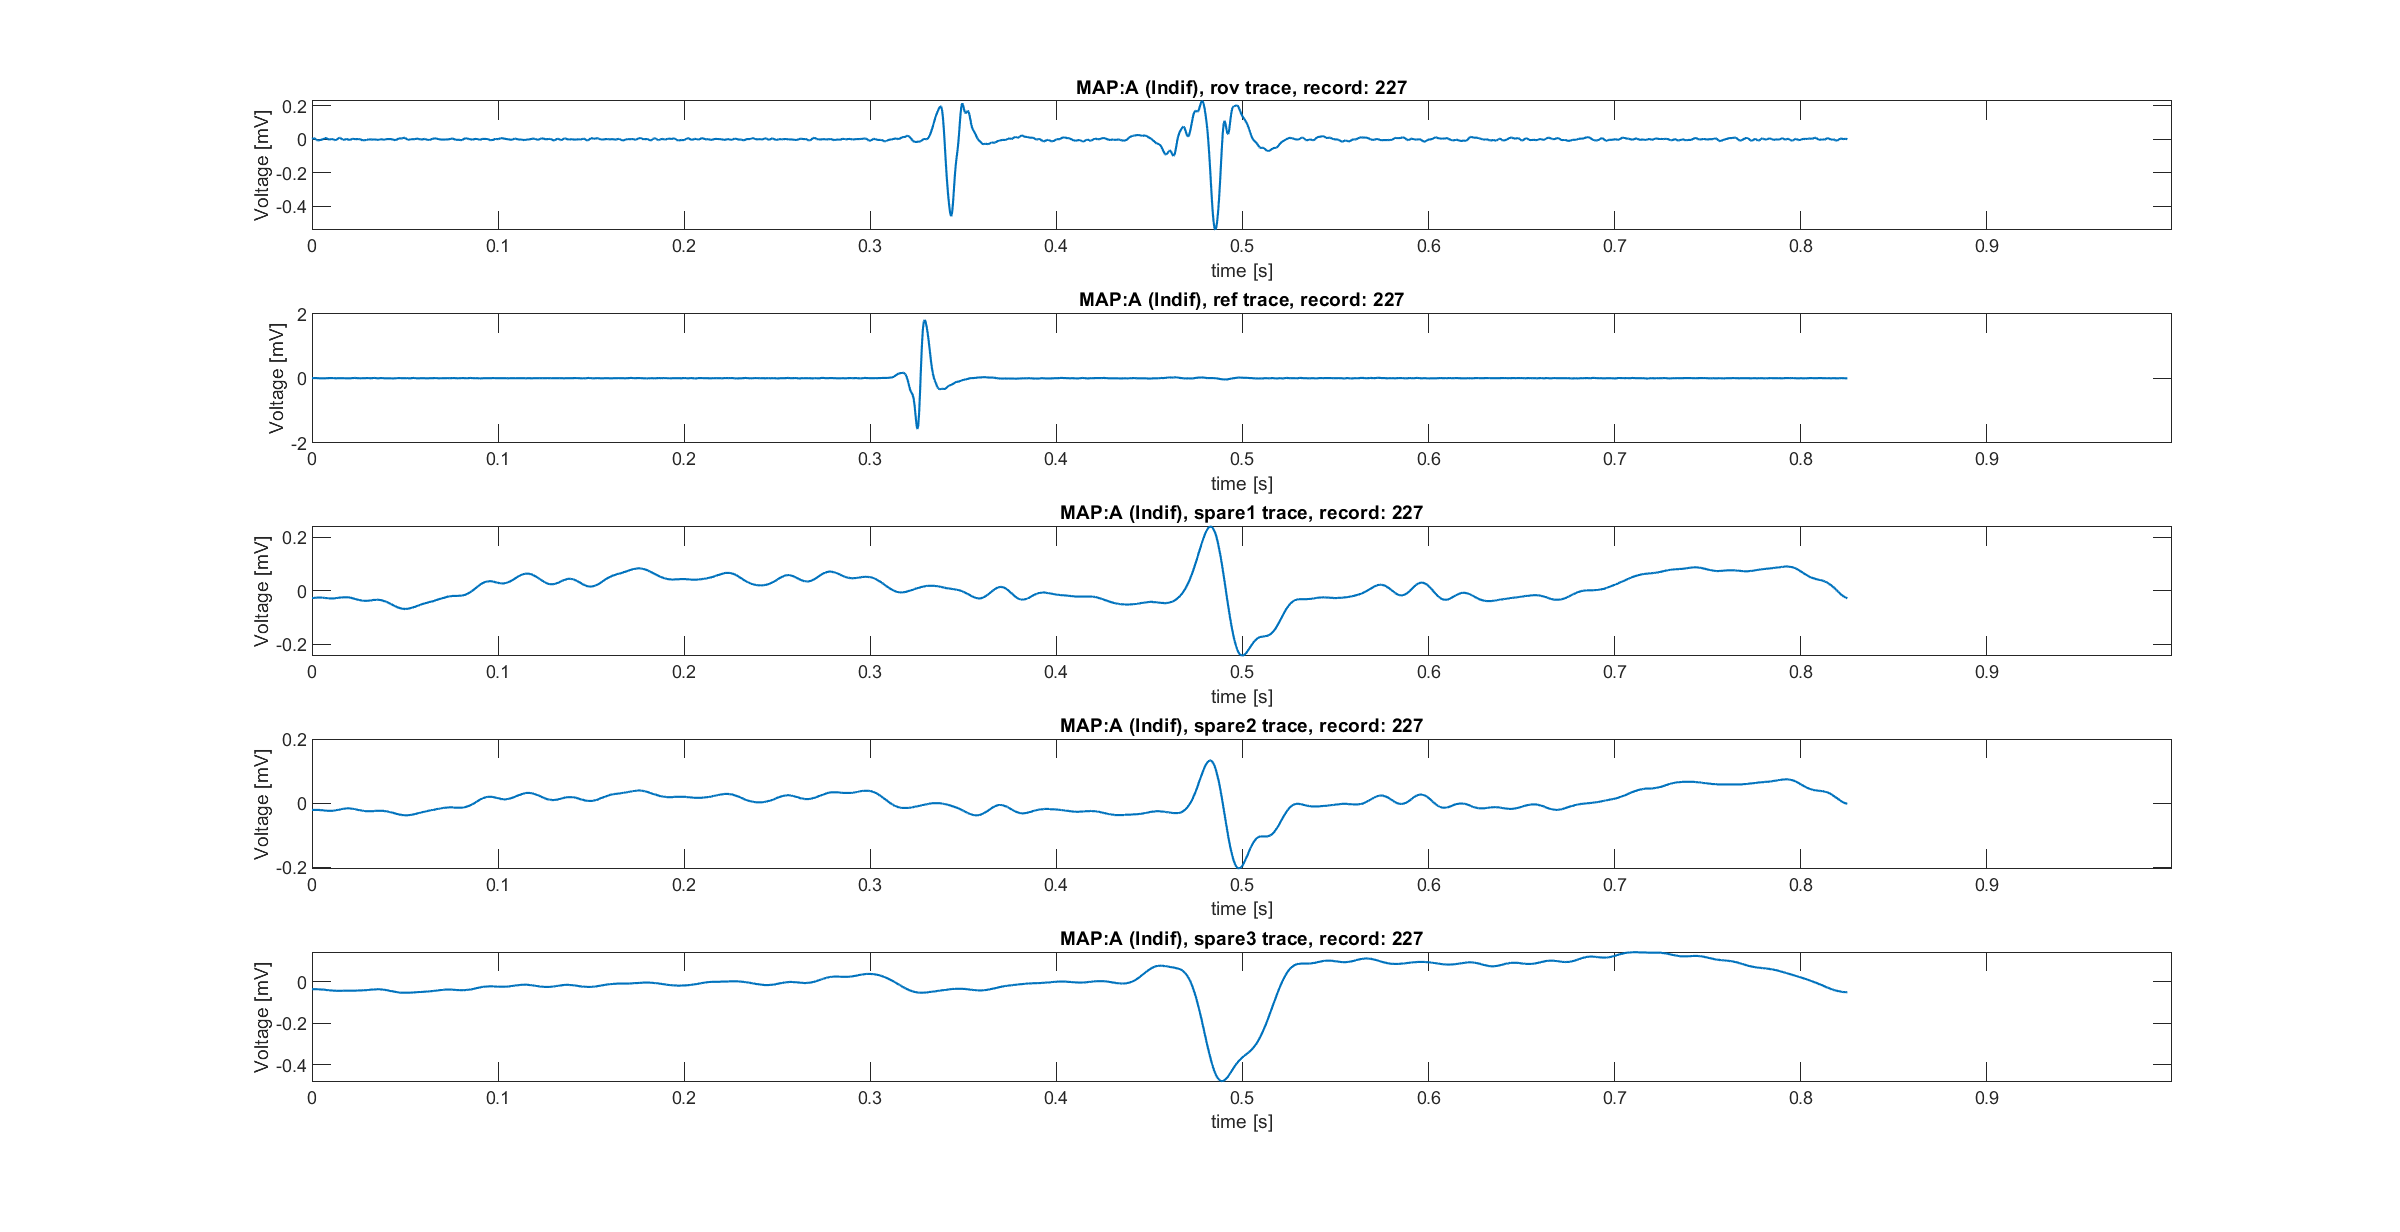 MAP:A (Indif), rov trace, record: 227
Voltage [mV]
0.2
0
-0.2
-0.4
0 0.1 0.2 0.3 0.4 0.5 0.6 0.7 0.8 0.9
time [s]
MAP:A (Indif), ref trace, record: 227
Voltage [mV]
2
0
-2
0 0.1 0.2 0.3 0.4 0.5 0.6 0.7 0.8 0.9
time [s]
MAP:A (Indif), spare1 trace, record: 227
Voltage [mV]
0.2
0
-0.2
0 0.1 0.2 0.3 0.4 0.5 0.6 0.7 0.8 0.9
time [s]
MAP:A (Indif), spare2 trace, record: 227
Voltage [mV]
0.2
0
-0.2
0 0.1 0.2 0.3 0.4 0.5 0.6 0.7 0.8 0.9
time [s]
MAP:A (Indif), spare3 trace, record: 227
Voltage [mV]
0
-0.2
-0.4
0 0.1 0.2 0.3 0.4 0.5 0.6 0.7 0.8 0.9
time [s]